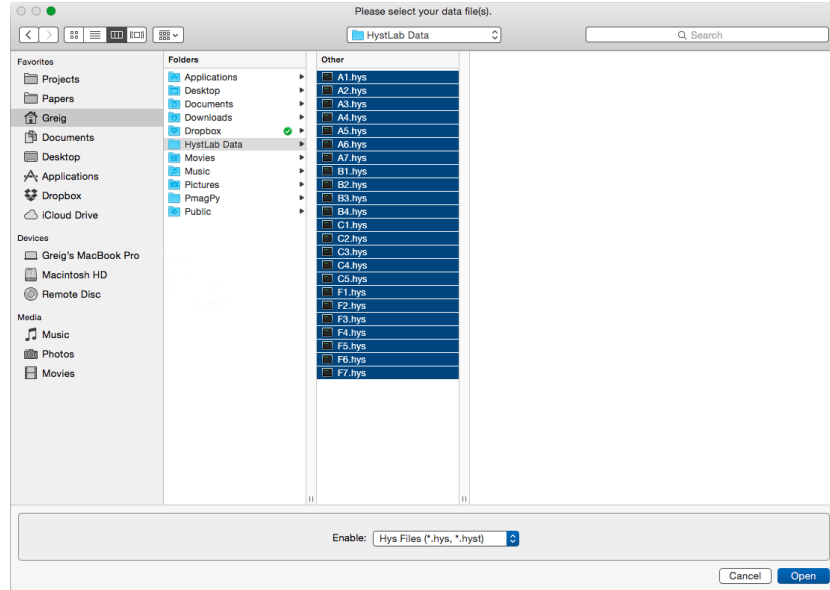 Please select your data file(s).
HystLab Data
Search
Favorites
Projects
Papers
Greig
Documents
Desktop
Applications
Dropbox
iCloud Drive
Devices
Greig's MacBook Pro
Macintosh HD
Remote Disc
Media
Music
Photos
Movies
Folders
Applications
Desktop
Documents
Downloads
Dropbox
HystLab Data
Movies
Music
Pictures
PmagPy
Public
Other
A1.hys
A2.hys
A3.hys
A4.hys
A5.hys
A6.hys
A7.hys
B1.hys
B2.hys
B3.hys
B4.hys
C1.hys
C2.hys
C3.hys
C4.hys
C5.hys
F1.hys
F2.hys
F3.hys
F4.hys
F5.hys
F6.hys
F7.hys
Enable: Hys Files (*.hys, *.hyst)
Cancel Open